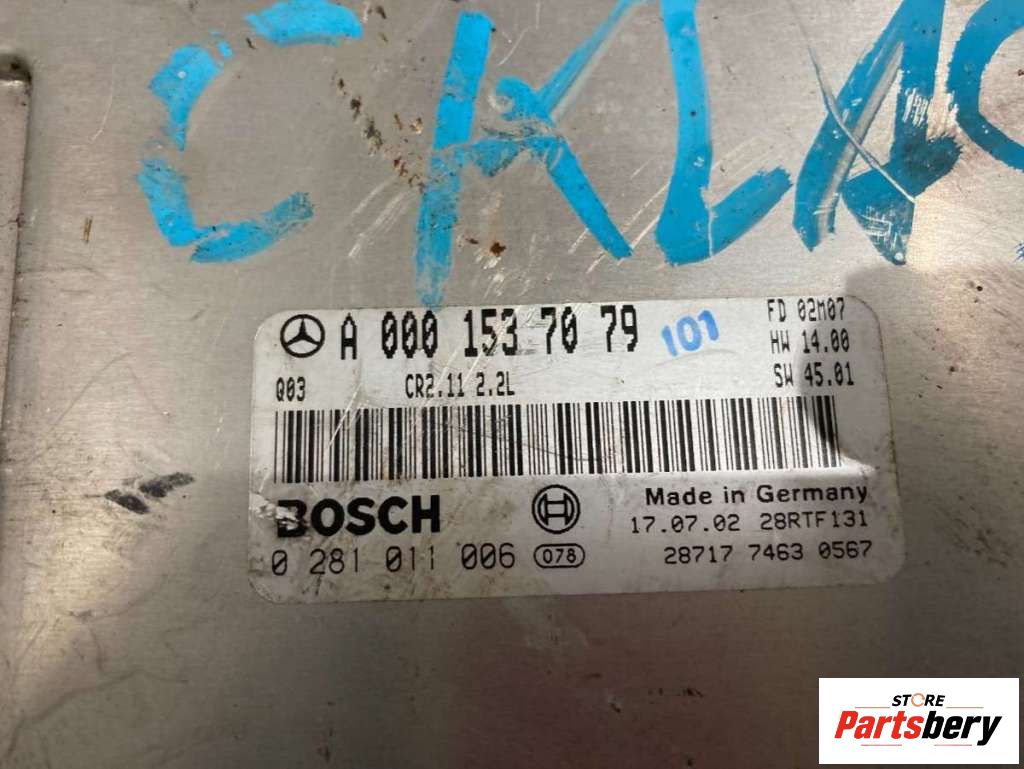 CKLAS
A 000 153 70 79 101 FD 02M07
HW 14.00
Q03 CR2.11 2.2L SW 45.01
BOSCH Made in Germany
17.07.02 28RTF131
0 281 011 006 078 28717 7463 0567
STORE
Partsbery